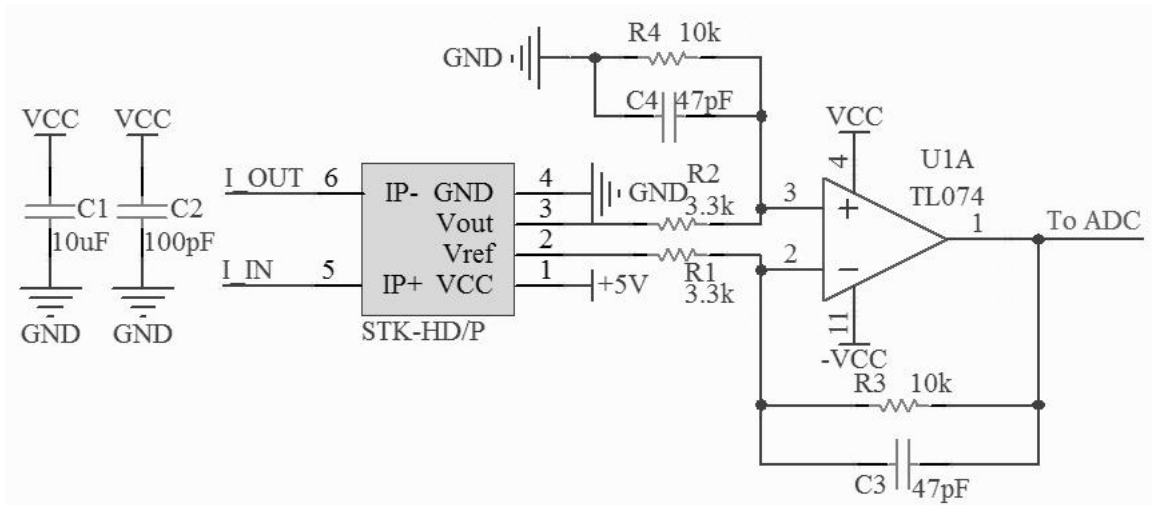 R4 10k
GND
C4 47pF
VCC VCC
VCC
4
U1A
TL074
I_OUT 6 IP- GND 4
GND
R2
3.3k
C1
10uF
C2
100pF
Vout 3
3
+
1
To ADC
Vref 2
2
−
R1
3.3k
I_IN 5 IP+ VCC 1 +5V
GND GND
STK-HD/P
11
-VCC
R3 10k
C3 47pF